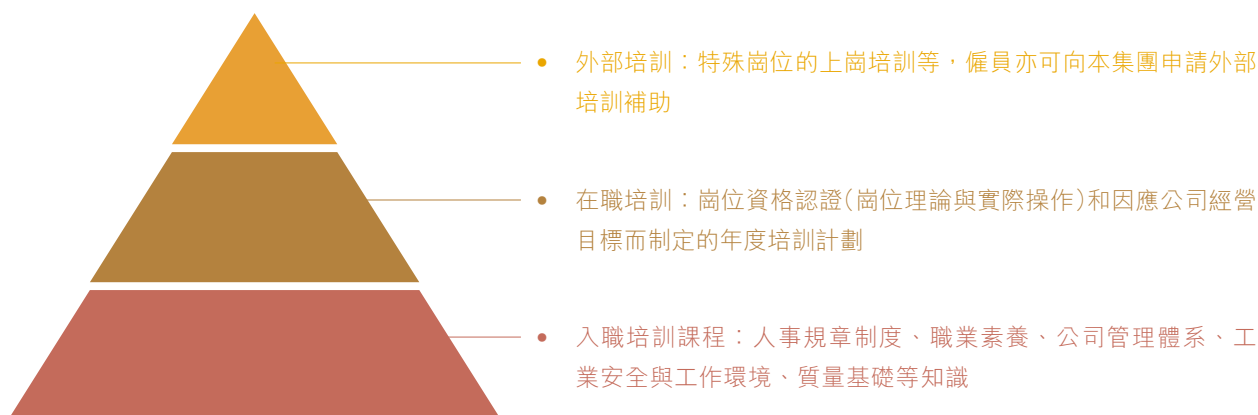 • 外部培訓：特殊崗位的上崗培訓等，僱員亦可向本集團申請外部
培訓補助
• 在職培訓：崗位資格認證(崗位理論與實際操作)和因應公司經營
目標而制定的年度培訓計劃
• 入職培訓課程：人事規章制度、職業素養、公司管理體系、工
業安全與工作環境、質量基礎等知識